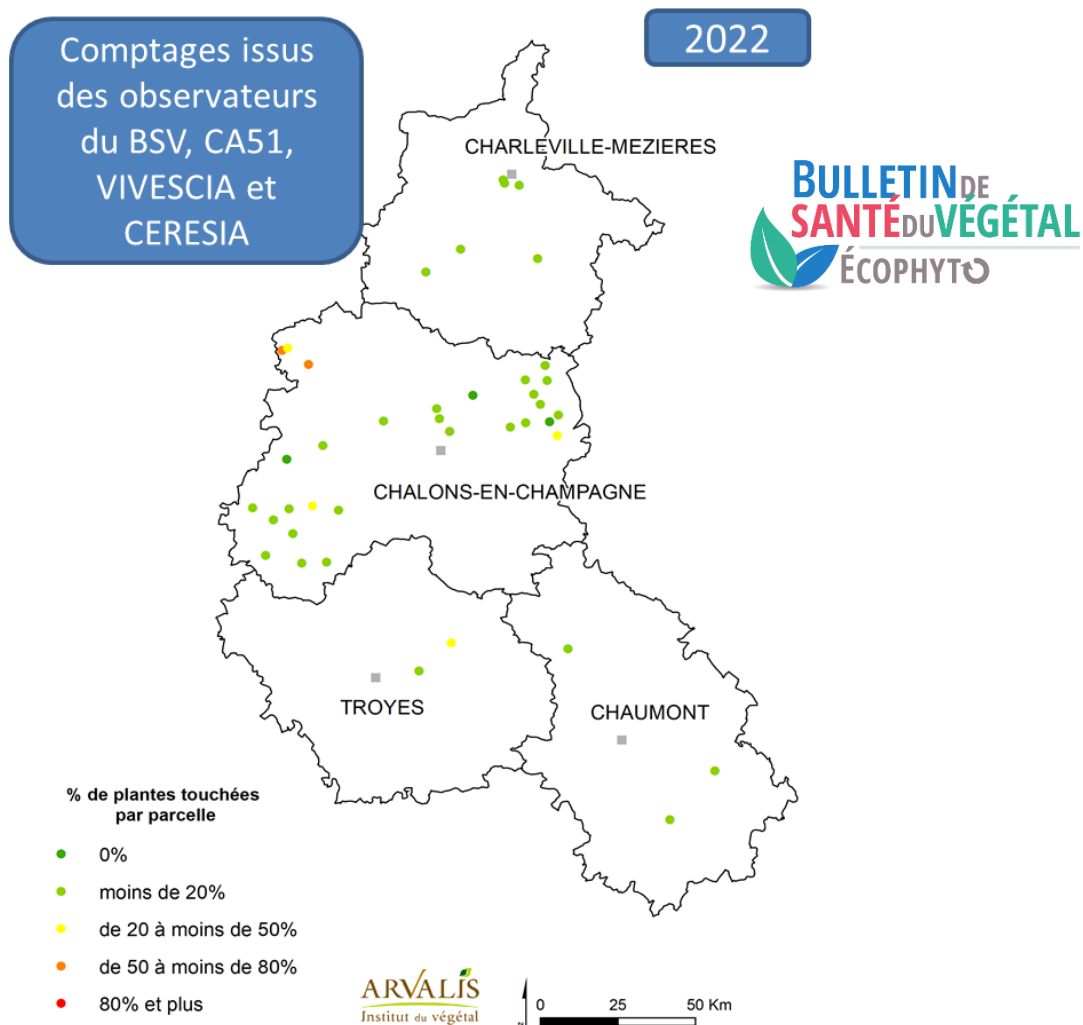 Comptages issus
des observateurs
du BSV, CA51,
VIVESCIA et
CERESIA
2022
BULLETIN DE
SANTÉ DU VÉGÉTAL
ÉCOPHYTO
CHARLEVILLE-MEZIERES
CHALONS-EN-CHAMPAGNE
TROYES
CHAUMONT
% de plantes touchées
par parcelle
0%
moins de 20%
de 20 à moins de 50%
de 50 à moins de 80%
80% et plus
ARVALIS
Institut du végétal
0 25 50 Km